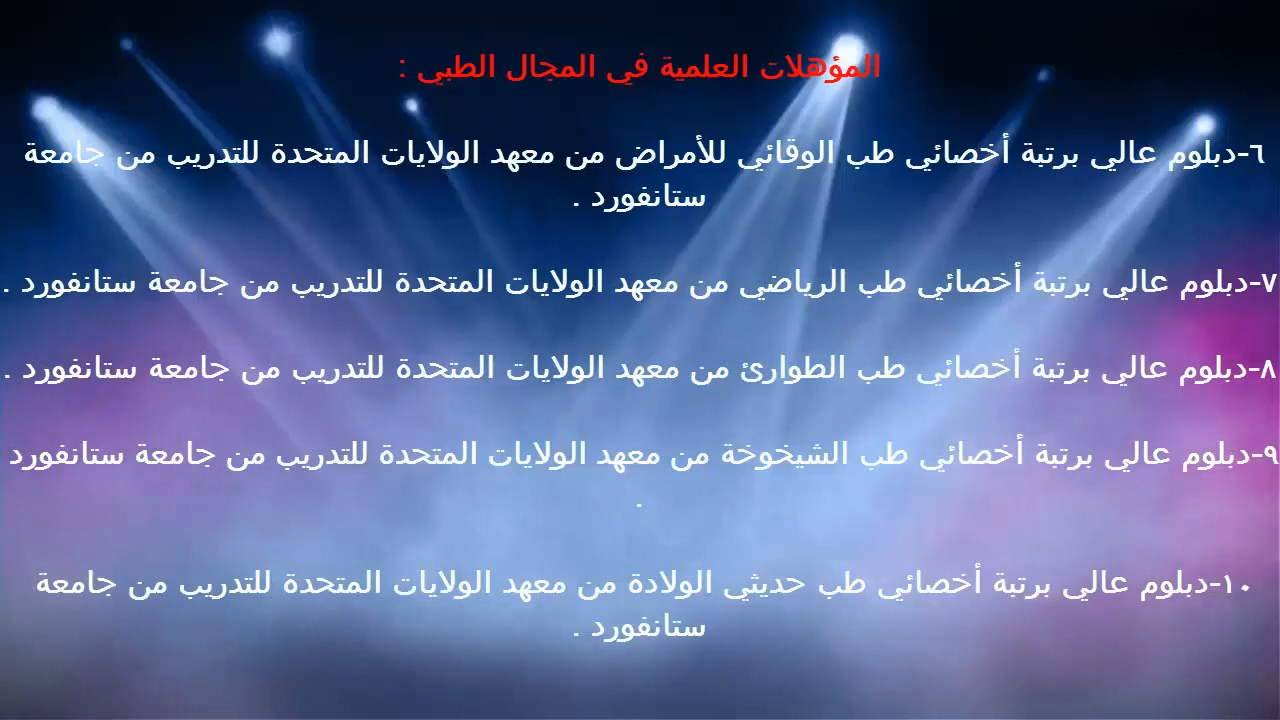 المؤهلات العلمية في المجال الطبي :
٦-دبلوم عالي برتبة أخصائي طب الوقائي للأمراض من معهد الولايات المتحدة للتدريب من جامعة
ستانفورد .
٧-دبلوم عالي برتبة أخصائي طب الرياضي من معهد الولايات المتحدة للتدريب من جامعة ستانفورد .
٨-دبلوم عالي برتبة أخصائي طب الطوارئ من معهد الولايات المتحدة للتدريب من جامعة ستانفورد .
٩-دبلوم عالي برتبة أخصائي طب الشيخوخة من معهد الولايات المتحدة للتدريب من جامعة ستانفورد
.
١٠-دبلوم عالي برتبة أخصائي طب حديثي الولادة من معهد الولايات المتحدة للتدريب من جامعة
ستانفورد .